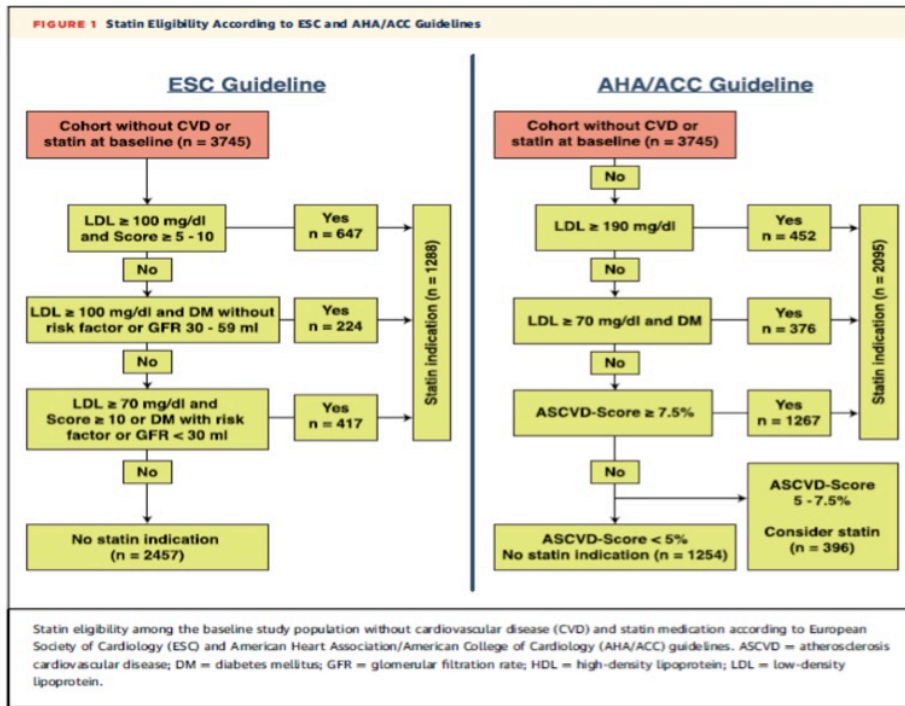 FIGURE 1 Statin Eligibility According to ESC and AHA/ACC Guidelines
ESC Guideline
Cohort without CVD or
statin at baseline (n = 3745)
LDL ≥ 100 mg/dl
and Score ≥ 5 - 10
Yes
n = 647
No
LDL ≥ 100 mg/dl and DM without
risk factor or GFR 30 - 59 ml
Yes
n = 224
No
LDL ≥ 70 mg/dl and
Score ≥ 10 or DM with risk
factor or GFR < 30 ml
Yes
n = 417
No
No statin indication
(n = 2457)
Statin indication (n = 1288)
AHA/ACC Guideline
Cohort without CVD or
statin at baseline (n = 3745)
No
LDL ≥ 190 mg/dl
Yes
n = 452
No
LDL ≥ 70 mg/dl and DM
Yes
n = 376
No
ASCVD-Score ≥ 7.5%
Yes
n = 1267
No
ASCVD-Score
5 - 7.5%
Consider statin
(n = 396)
ASCVD-Score < 5%
No statin indication (n = 1254)
Statin indication (n = 2095)
Statin eligibility among the baseline study population without cardiovascular disease (CVD) and statin medication according to European
Society of Cardiology (ESC) and American Heart Association/American College of Cardiology (AHA/ACC) guidelines. ASCVD = atherosclerosis
cardiovascular disease; DM = diabetes mellitus; GFR = glomerular filtration rate; HDL = high-density lipoprotein; LDL = low-density
lipoprotein.